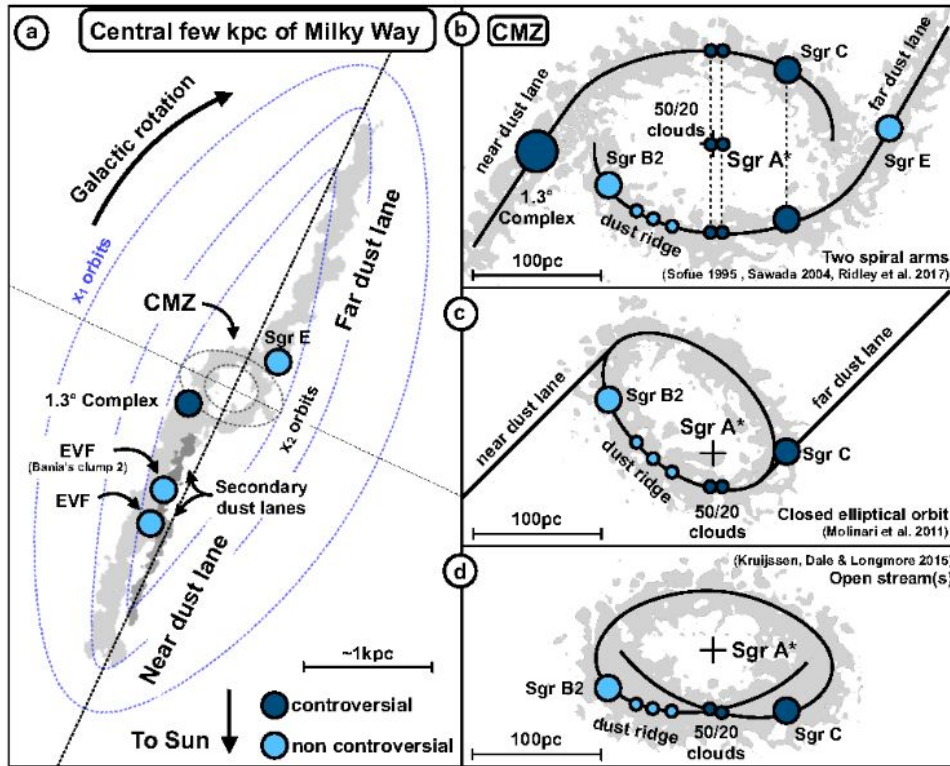 a
Central few kpc of Milky Way
Galactic rotation
x1 orbits
Far dust lane
CMZ
Sgr E
1.3° Complex
x2 orbits
EVF
(Bania's clump 2)
EVF
Secondary
dust lanes
Near dust lane
~1kpc
To Sun
controversial
non controversial
b
CMZ
near dust lane
Sgr C
far dust lane
50/20
clouds
Sgr B2
Sgr A*
Sgr E
1.3°
Complex
dust ridge
100pc
Two spiral arms
(Sofue 1995 , Sawada 2004, Ridley et al. 2017)
c
near dust lane
far dust lane
Sgr B2
Sgr A*
Sgr C
dust ridge
100pc
50/20
clouds
Closed elliptical orbit
(Molinari et al. 2011)
d
(Kruijssen, Dale & Longmore 2015)
Open stream(s)
Sgr A*
Sgr B2
dust ridge
50/20
clouds
Sgr C
100pc